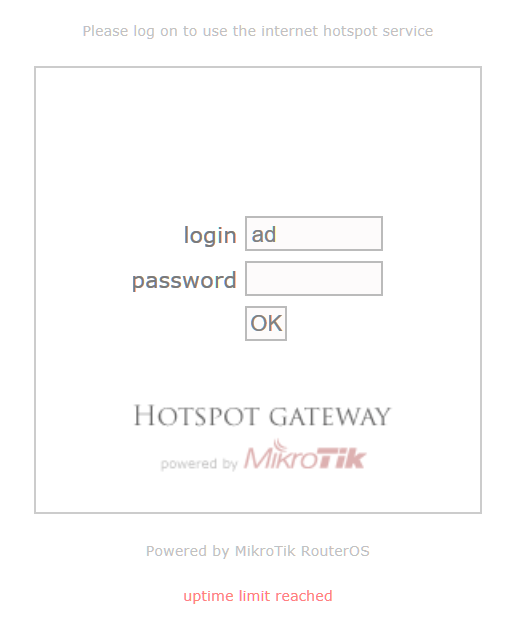 Please log on to use the internet hotspot service
login ad
password
OK
HOTSPOT GATEWAY
powered by MikroTik
Powered by MikroTik RouterOS
uptime limit reached